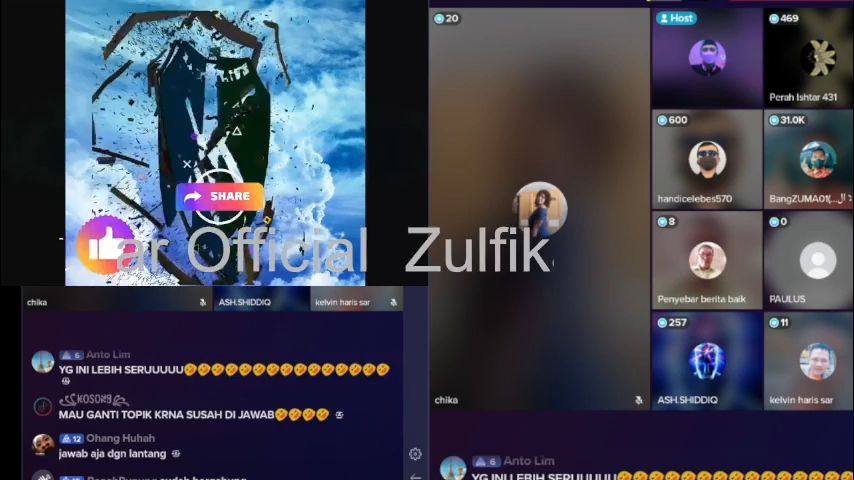 SHARE
ar Official Zulfik
chika
ASH.SHIDDIQ
kelvin haris sar
6 Anto Lim
YG INI LEBIH SERUUUUU🤣🤣🤣🤣🤣🤣🤣🤣🤣🤣🤣🤣🤣🤣🤣
KOSONG
MAU GANTI TOPIK KRNA SUSAH DI JAWAB🤣🤣🤣🤣
12 Ohang Huhah
jawab aja dgn lantang
20
chika
Host
469
Perah Ishtar 431
600
handicelebes570
31.0K
8
Penyebar berita baik
0
PAULUS
257
ASH.SHIDDIQ
11
kelvin haris sar
6 Anto Lim
YG INI LEBIH SERUUUUU🤣🤣🤣🤣🤣🤣🤣🤣🤣🤣🤣🤣🤣🤣🤣